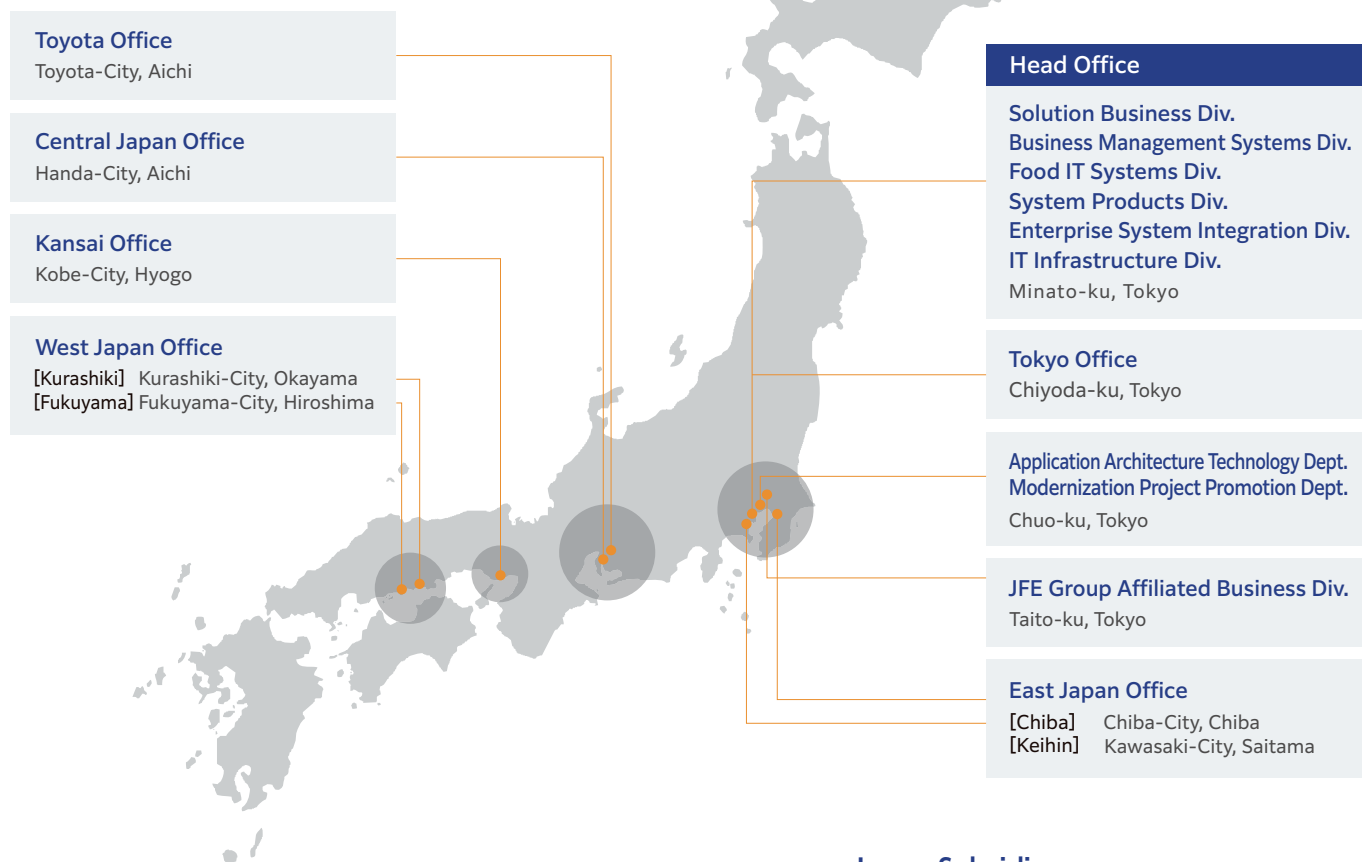 Toyota Office
Toyota-City, Aichi
Central Japan Office
Handa-City, Aichi
Kansai Office
Kobe-City, Hyogo
West Japan Office
[Kurashiki] Kurashiki-City, Okayama
[Fukuyama] Fukuyama-City, Hiroshima
Head Office
Solution Business Div.
Business Management Systems Div.
Food IT Systems Div.
System Products Div.
Enterprise System Integration Div.
IT Infrastructure Div.
Minato-ku, Tokyo
Tokyo Office
Chiyoda-ku, Tokyo
Application Architecture Technology Dept.
Modernization Project Promotion Dept.
Chuo-ku, Tokyo
JFE Group Affiliated Business Div.
Taito-ku, Tokyo
East Japan Office
[Chiba] Chiba-City, Chiba
[Keihin] Kawasaki-City, Saitama